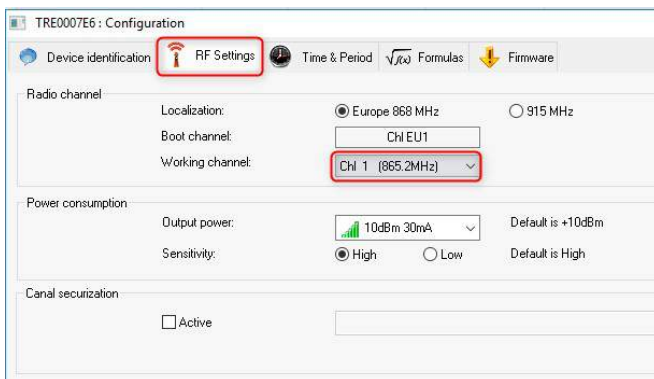 TRE0007E6 : Configuration
Device identification RF Settings Time & Period √f(x) Formulas Firmware
Radio channel
Localization: Europe 868 MHz 915 MHz
Boot channel: Chl EU1
Working channel: Chl 1 (865.2MHz)
Power consumption
Output power: 10dBm 30mA Default is +10dBm
Sensitivity: High Low Default is High
Canal securization
Active